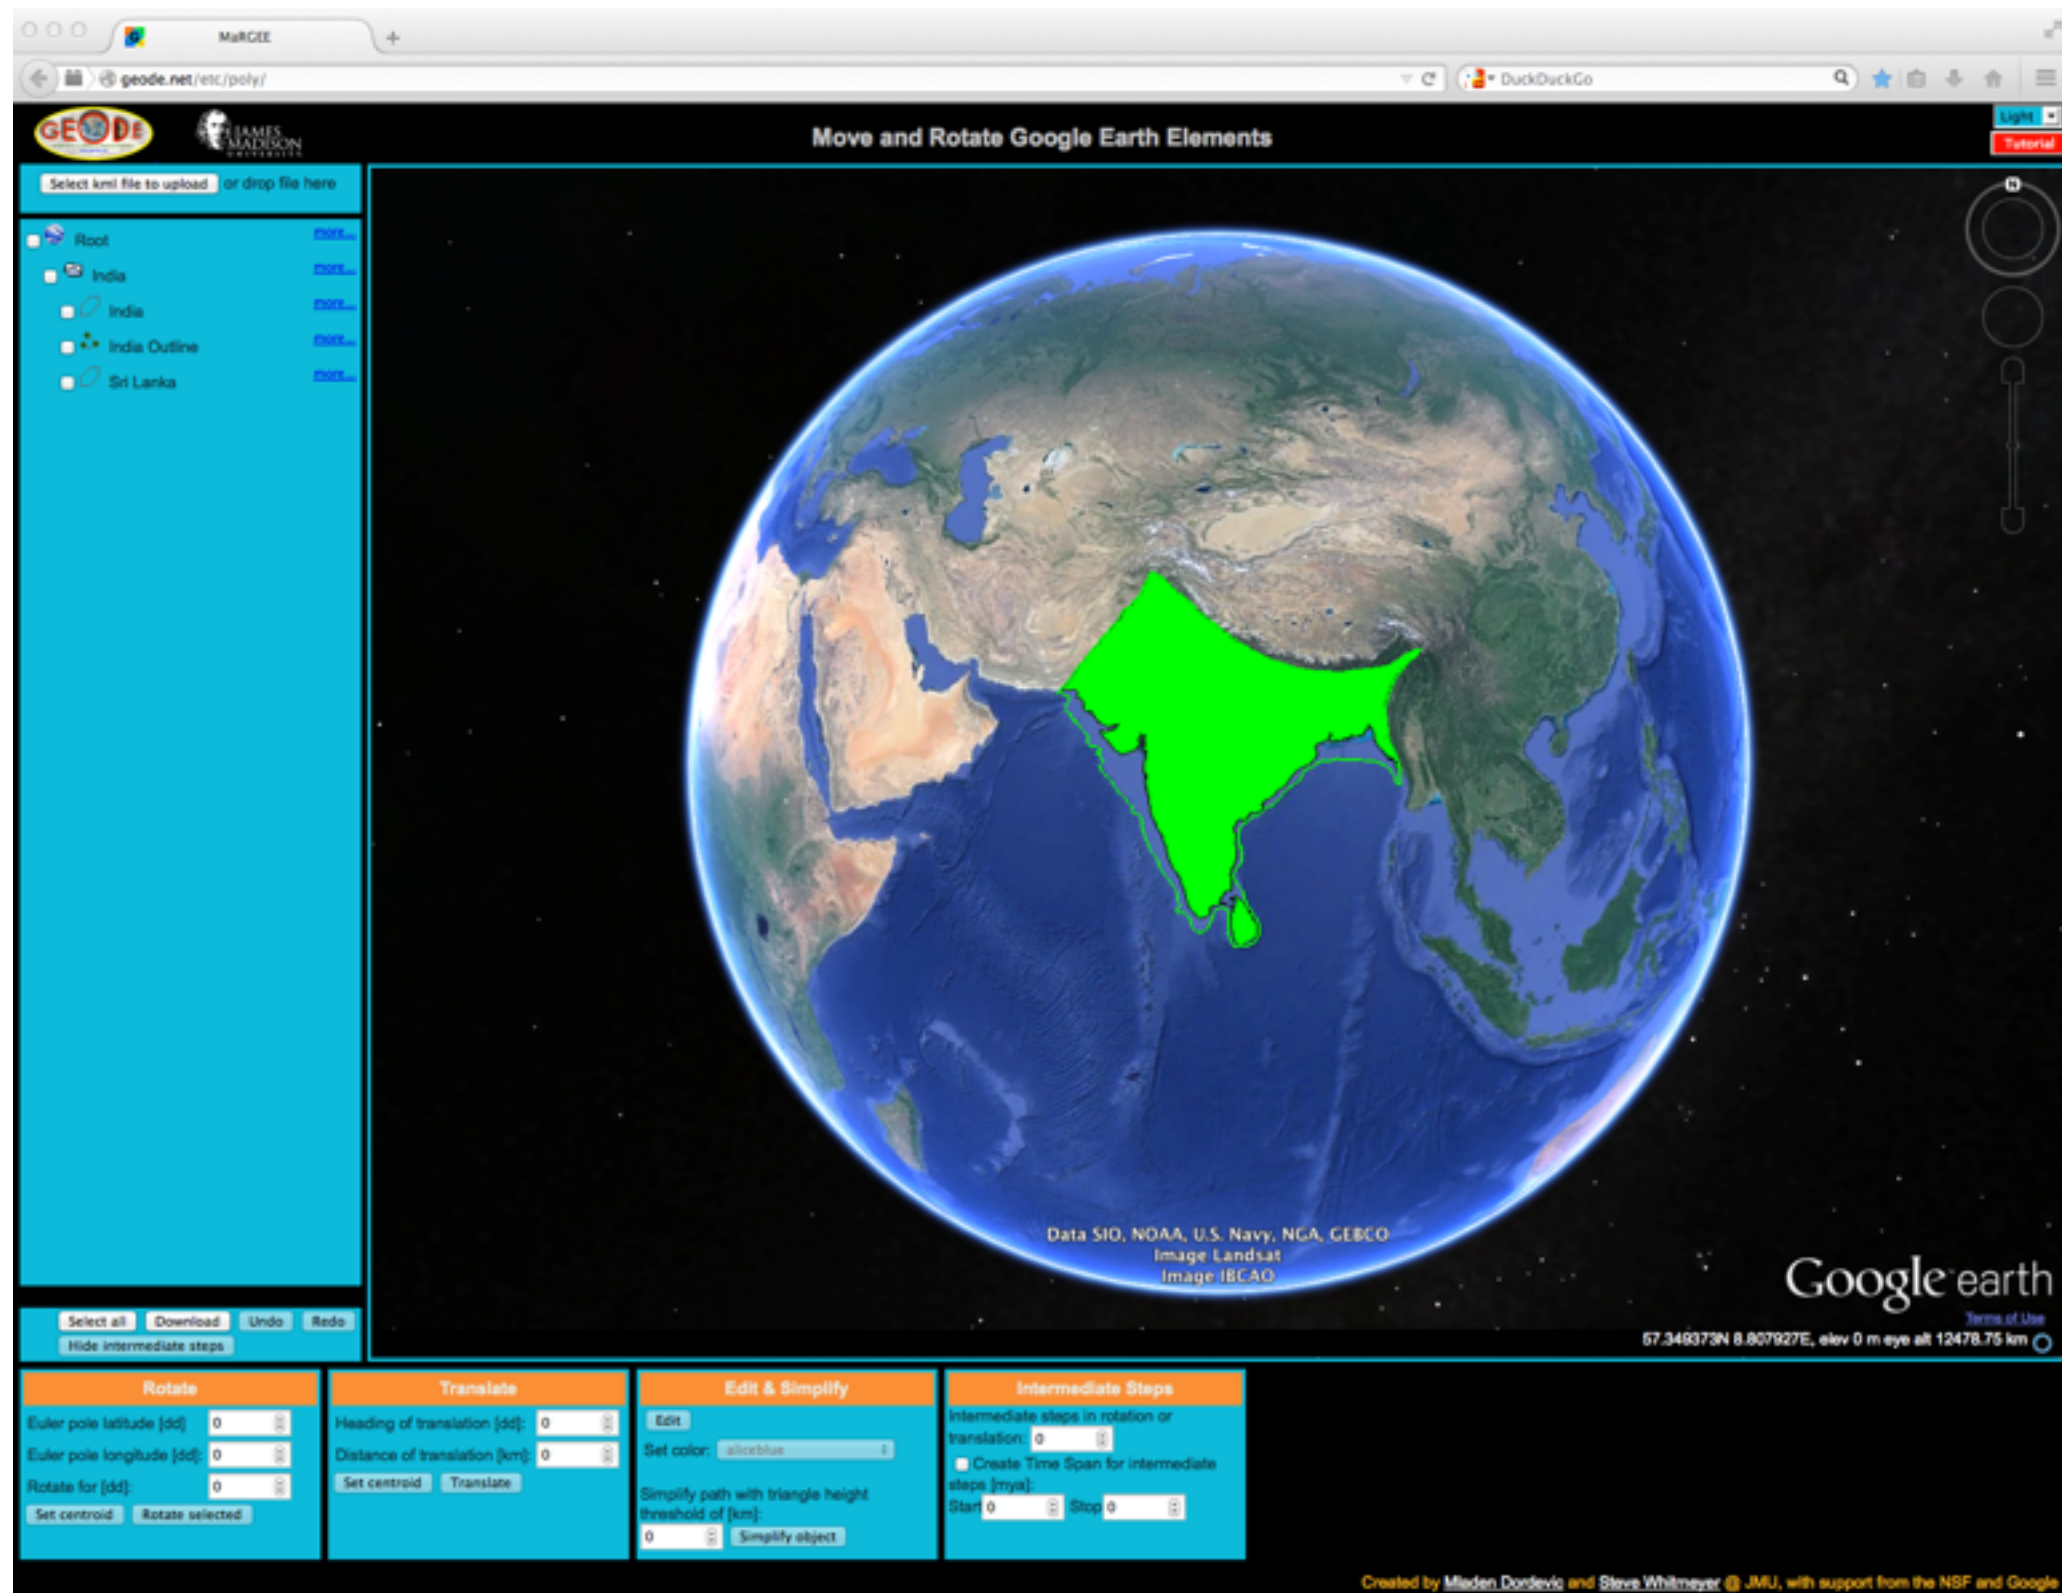 MaRGEE
geode.net/etc/poly/
DuckDuckGo
GEODE
JAMES
MADISON
UNIVERSITY
Move and Rotate Google Earth Elements
Light
Tutorial
Select kml file to upload or drop file here
Root more...
India more...
India more...
India Outline more...
Sri Lanka more...
N
Data SIO, NOAA, U.S. Navy, NGA, GEBCO
Image Landsat
Image IBCAO
Google earth
Terms of Use
57.349373N 8.807927E, elev 0 m eye alt 12478.75 km
Select all Download Undo Redo
Hide intermediate steps
Rotate
Euler pole latitude [dd] 0
Euler pole longitude [dd]: 0
Rotate for [dd]: 0
Set centroid Rotate selected
Translate
Heading of translation [dd]: 0
Distance of translation [km]: 0
Set centroid Translate
Edit & Simplify
Edit
Set color: aliceblue
Simplify path with triangle height
threshold of [km]:
0 Simplify object
Intermediate Steps
Intermediate steps in rotation or
translation: 0
Create Time Span for intermediate
steps [mya]:
Start 0 Stop 0
Created by Mladen Dordevic and Steve Whitmeyer @ JMU, with support from the NSF and Google